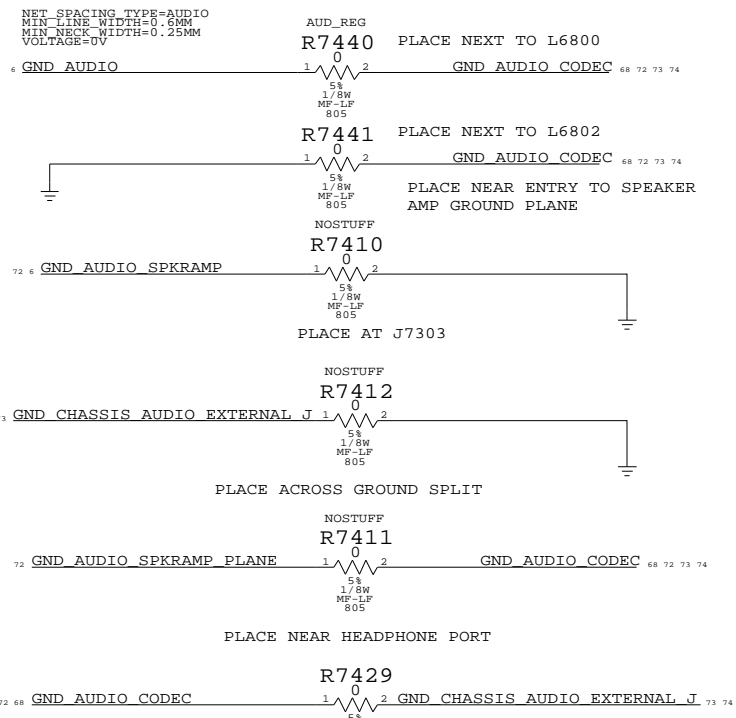 NET_SPACING_TYPE=AUDIO
MIN_LINE_WIDTH=0.6MM
MIN_NECK_WIDTH=0.25MM
VOLTAGE=0V
AUD_REG
R7440 PLACE NEXT TO L6800
0
6 GND_AUDIO 1 2 GND_AUDIO_CODEC 68 72 73 74
5%
1/8W
MF-LF
805
R7441 PLACE NEXT TO L6802
0
1 2 GND_AUDIO_CODEC 68 72 73 74
5%
1/8W
MF-LF
805
PLACE NEAR ENTRY TO SPEAKER
AMP GROUND PLANE
NOSTUFF
R7410
0
72 6 GND_AUDIO_SPKRAMP 1 2
5%
1/8W
MF-LF
805
PLACE AT J7303
NOSTUFF
R7412
0
3 GND_CHASSIS_AUDIO_EXTERNAL_J 1 2
5%
1/8W
MF-LF
805
PLACE ACROSS GROUND SPLIT
NOSTUFF
R7411
0
72 GND_AUDIO_SPKRAMP_PLANE 1 2 GND_AUDIO_CODEC 68 72 73 74
5%
1/8W
MF-LF
805
PLACE NEAR HEADPHONE PORT
R7429
0
72 68 GND_AUDIO_CODEC 1 2 GND_CHASSIS_AUDIO_EXTERNAL_J 73 74
5%